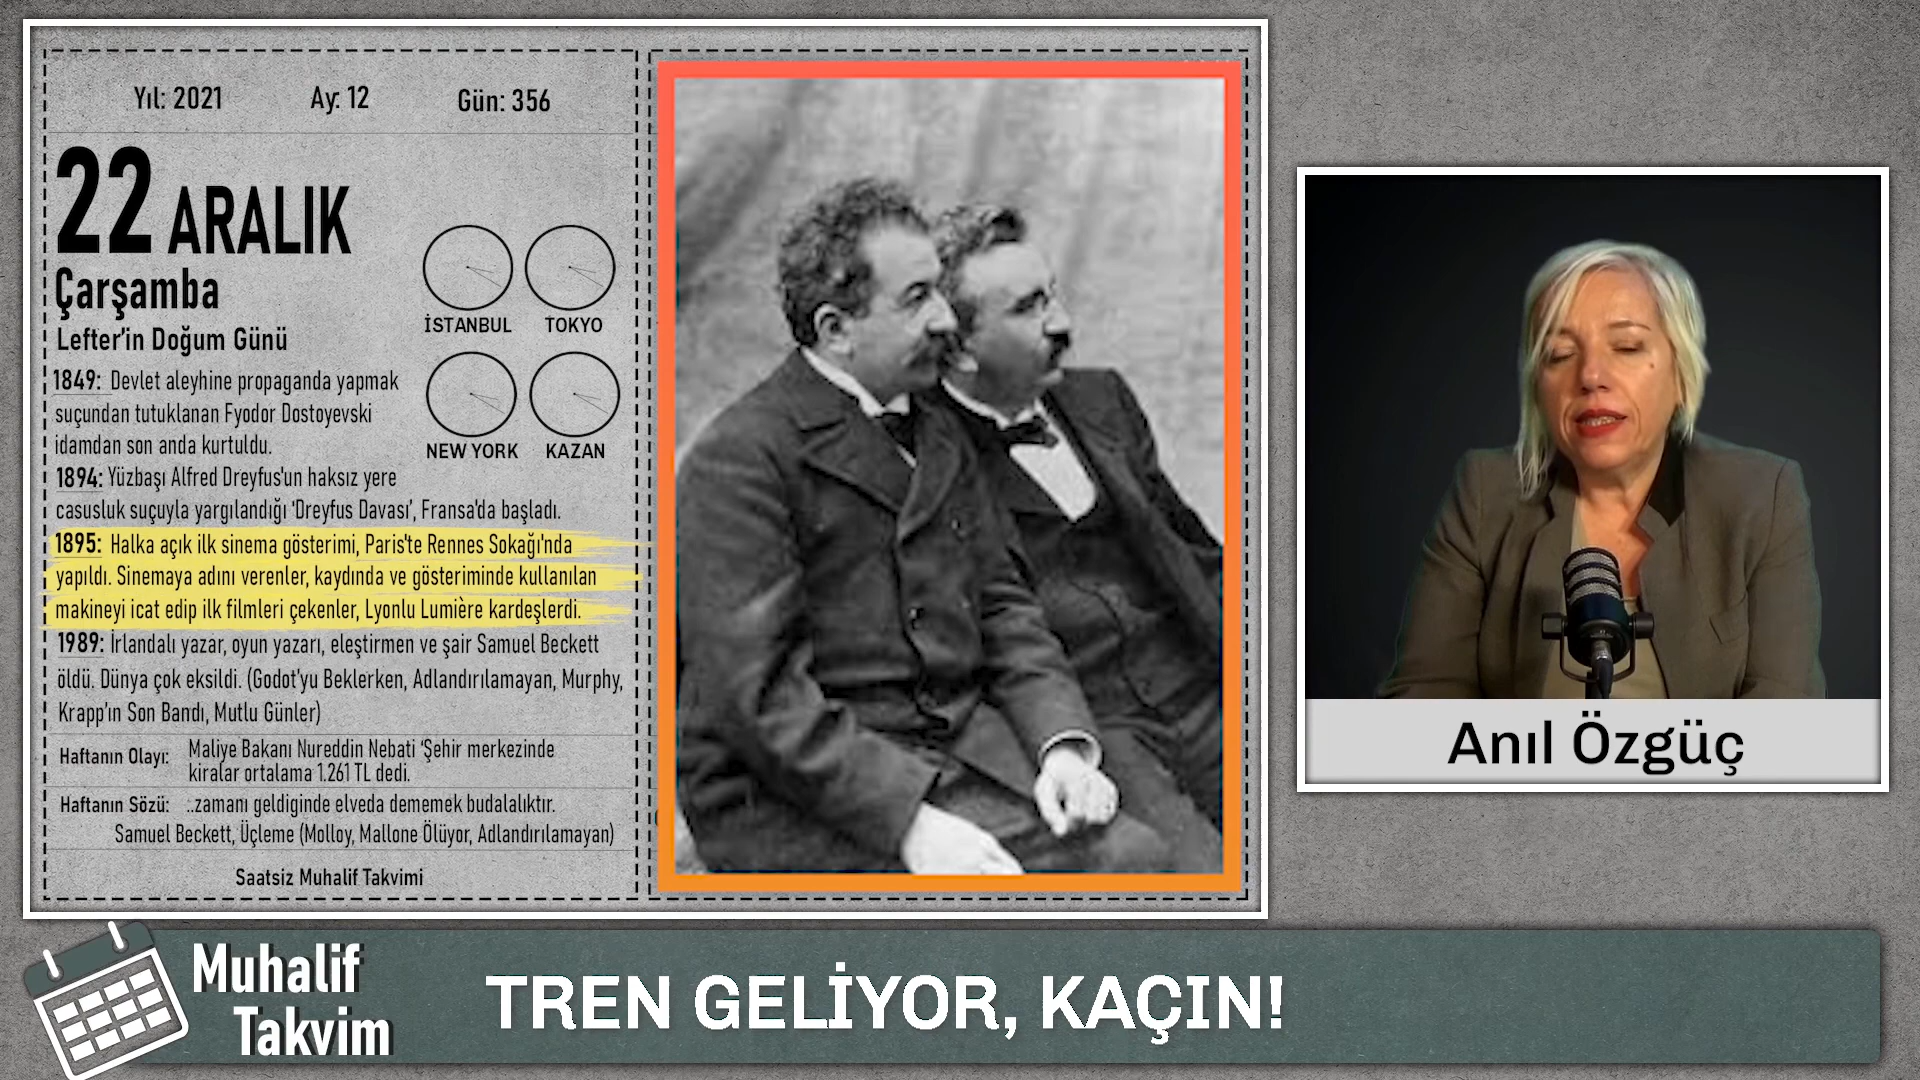 Yıl: 2021 Ay: 12 Gün: 356
22 ARALIK
Çarşamba
Lefter'in Doğum Günü
İSTANBUL TOKYO
NEW YORK KAZAN
1849: Devlet aleyhine propaganda yapmak
suçundan tutuklanan Fyodor Dostoyevski
idamdan son anda kurtuldu.
1894: Yüzbaşı Alfred Dreyfus'un haksız yere
casusluk suçuyla yargılandığı 'Dreyfus Davası', Fransa'da başladı.
1895: Halka açık ilk sinema gösterimi, Paris'te Rennes Sokağı'nda
yapıldı. Sinemaya adını verenler, kaydında ve gösteriminde kullanılan
makineyi icat edip ilk filmleri çekenler, Lyonlu Lumière kardeşlerdi.
1989: İrlandalı yazar, oyun yazarı, eleştirmen ve şair Samuel Beckett
öldü. Dünya çok eksildi. (Godot'yu Beklerken, Adlandırılamayan, Murphy,
Krapp'ın Son Bandı, Mutlu Günler)
Haftanın Olayı: Maliye Bakanı Nureddin Nebati 'Şehir merkezinde
kiralar ortalama 1.261 TL dedi.
Haftanın Sözü: ..zamanı geldiginde elveda dememek budalalıktır.
Samuel Beckett, Üçleme (Molloy, Mallone Ölüyor, Adlandırılamayan)
Saatsiz Muhalif Takvimi
Anıl Özgüç
Muhalif
Takvim
TREN GELİYOR, KAÇIN!